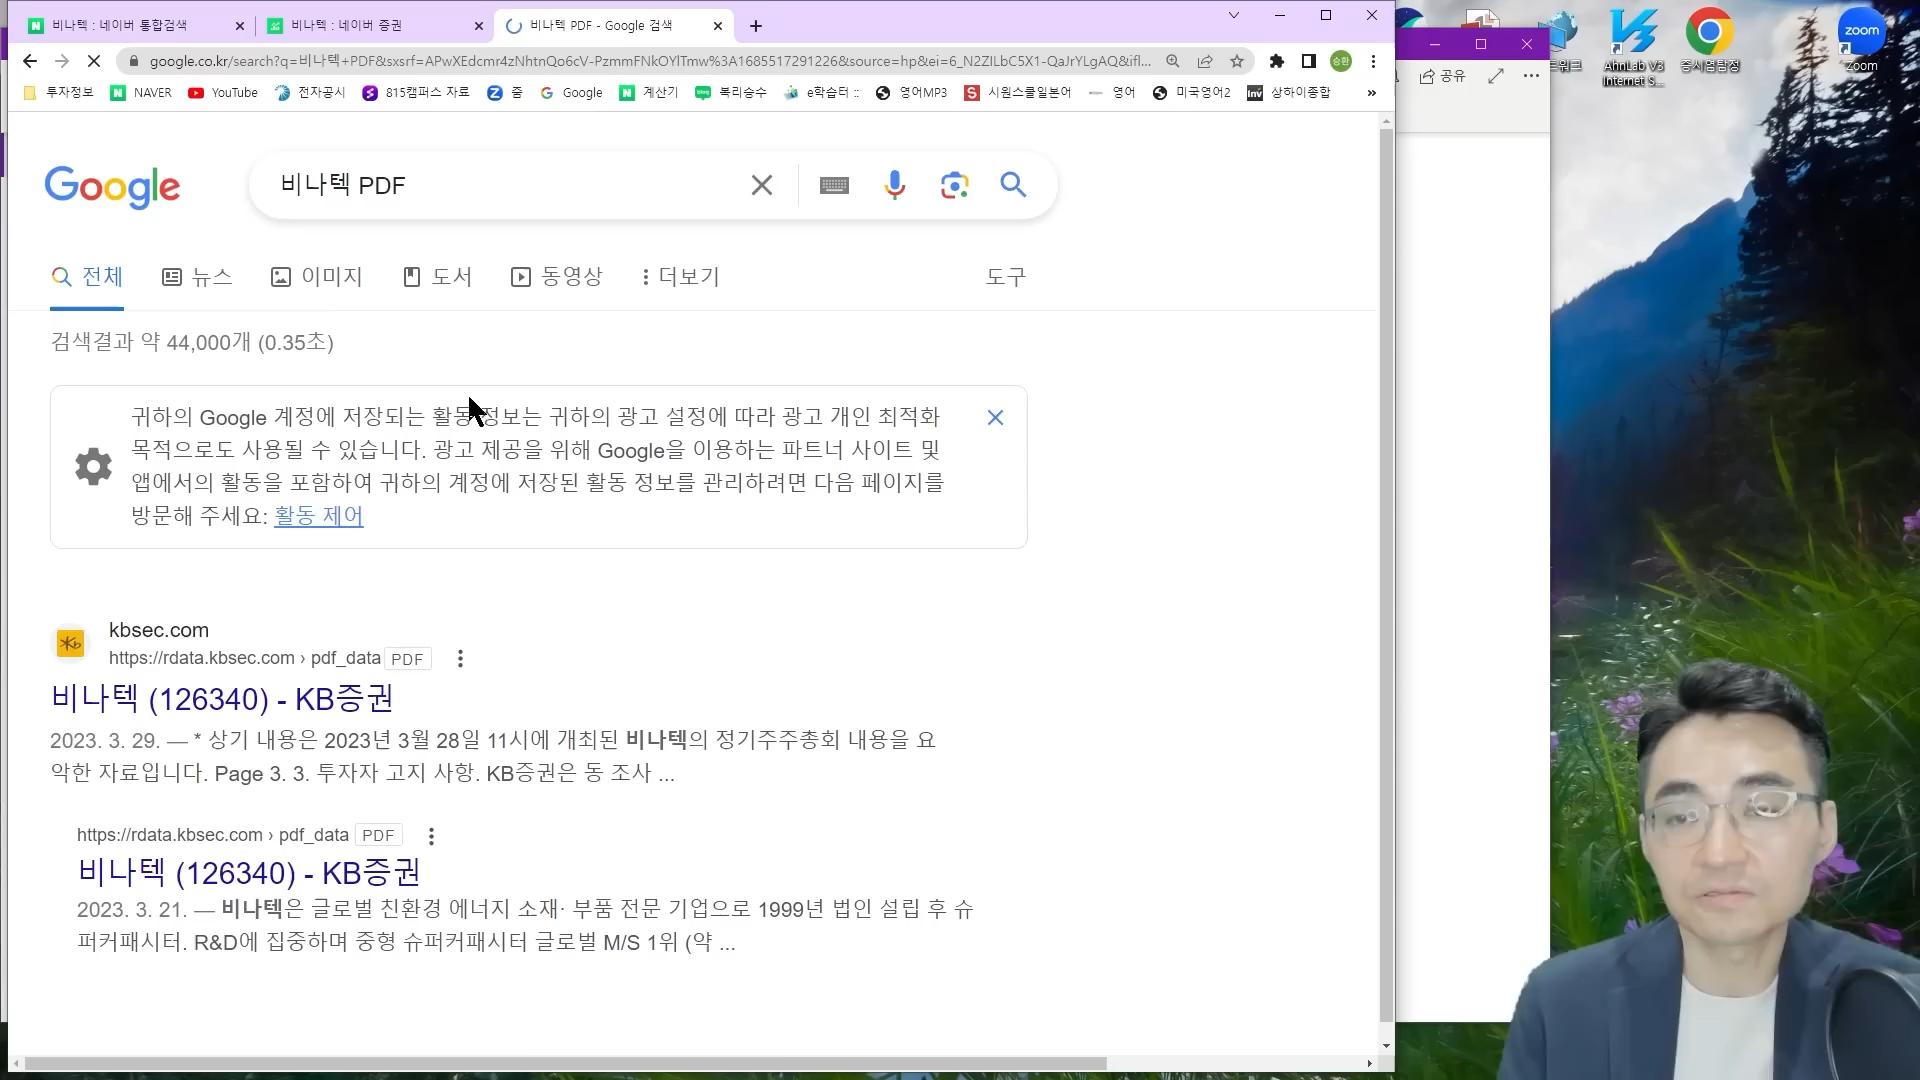 비나텍 : 네이버 통합검색
비나텍 : 네이버 증권
비나텍 PDF - Google 검색
google.co.kr/search?q=비나텍+PDF&sxsrf=APwXEdcmr4zNhtnQo6cV-PzmmFNkOYlTmw%3A1685517291226&source=hp&ei=6_N2ZILbC5X1-QaJrYLgAQ&ifl...
승환
공유
투자정보
NAVER
YouTube
전자공시
815캠퍼스 자료
줌
Google
계산기
복리승수
e학습터 ::
영어MP3
시원스쿨일본어
영어
미국영어2
상하이종합
Google
비나텍 PDF
전체
뉴스
이미지
도서
동영상
더보기
도구
검색결과 약 44,000개 (0.35초)
귀하의 Google 계정에 저장되는 활동 정보는 귀하의 광고 설정에 따라 광고 개인 최적화
목적으로도 사용될 수 있습니다. 광고 제공을 위해 Google을 이용하는 파트너 사이트 및
앱에서의 활동을 포함하여 귀하의 계정에 저장된 활동 정보를 관리하려면 다음 페이지를
방문해 주세요: 활동 제어
kbsec.com
https://rdata.kbsec.com › pdf_data PDF
비나텍 (126340) - KB증권
2023. 3. 29. — * 상기 내용은 2023년 3월 28일 11시에 개최된 비나텍의 정기주주총회 내용을 요
약한 자료입니다. Page 3. 3. 투자자 고지 사항. KB증권은 동 조사 ...
https://rdata.kbsec.com › pdf_data PDF
비나텍 (126340) - KB증권
2023. 3. 21. — 비나텍은 글로벌 친환경 에너지 소재· 부품 전문 기업으로 1999년 법인 설립 후 슈
퍼커패시터. R&D에 집중하며 중형 슈퍼커패시터 글로벌 M/S 1위 (약 ...
AhnLab V3
Internet S...
zoom
Zoom